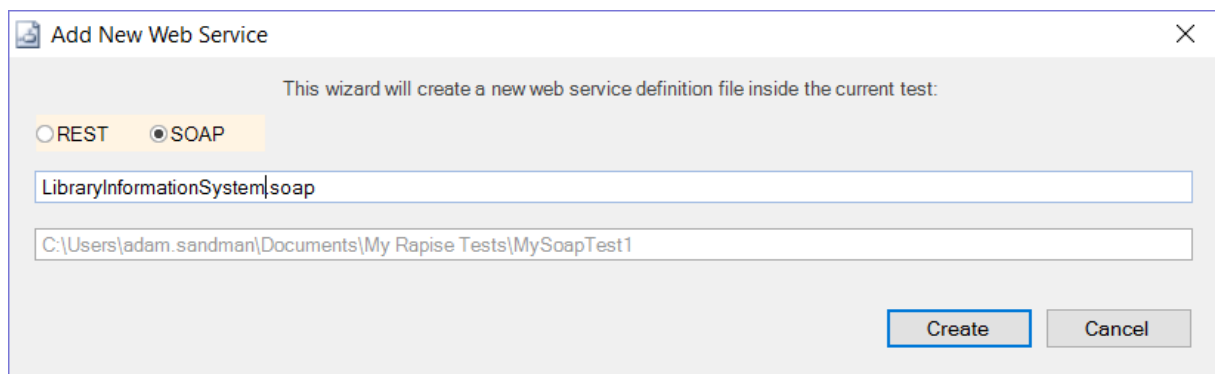 Add New Web Service
This wizard will create a new web service definition file inside the current test:
REST SOAP
LibraryInformationSystem.soap
C:\Users\adam.sandman\Documents\My Rapise Tests\MySoapTest1
Create Cancel